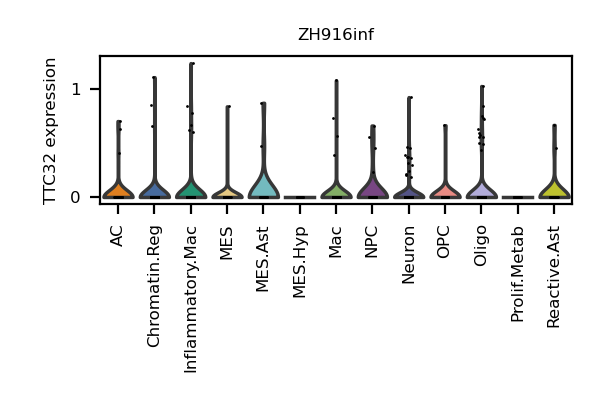 ZH916inf
TTC32 expression
1
0
AC
Chromatin.Reg
Inflammatory.Mac
MES
MES.Ast
MES.Hyp
Mac
NPC
Neuron
OPC
Oligo
Prolif.Metab
Reactive.Ast